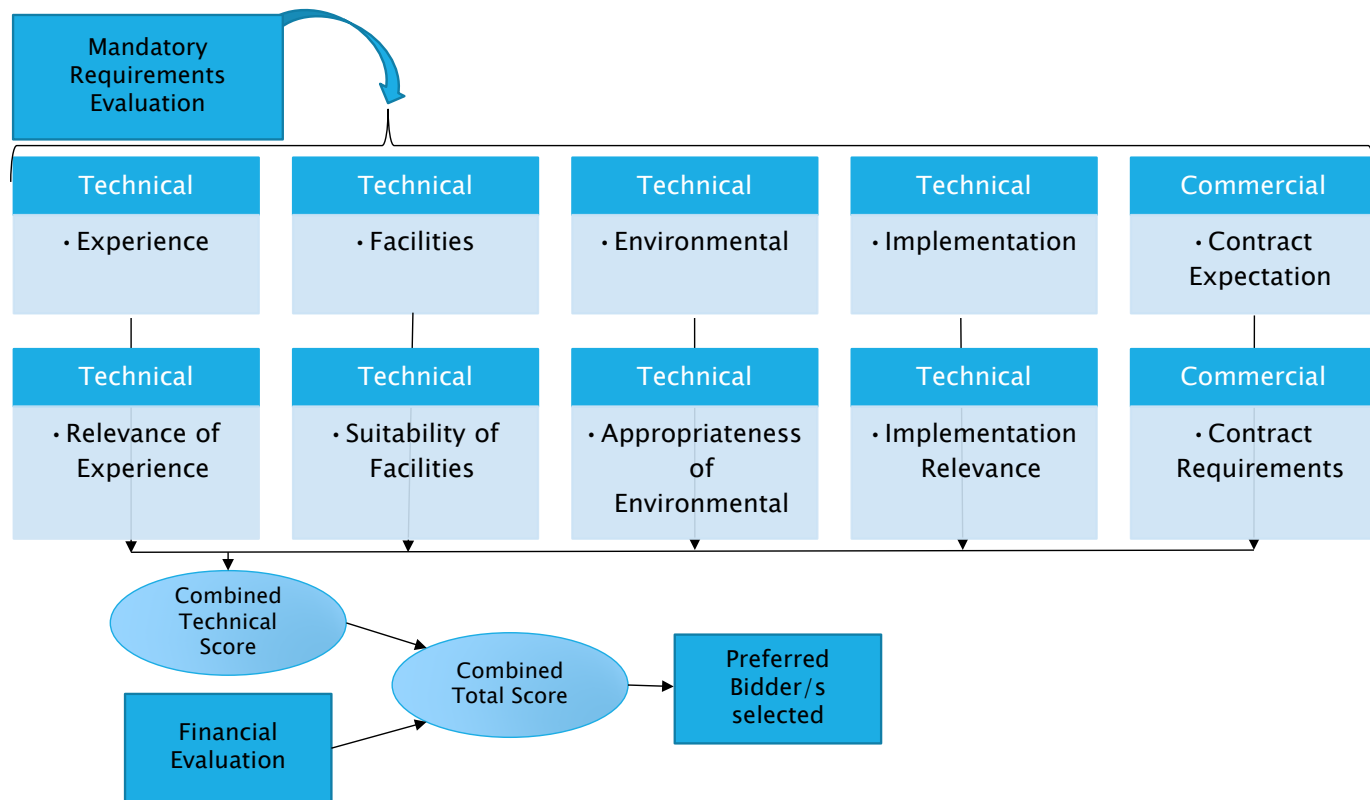 Mandatory
Requirements
Evaluation
Technical
• Experience
Technical
• Facilities
Technical
• Environmental
Technical
• Implementation
Commercial
• Contract
Expectation
Technical
• Relevance of
Experience
Technical
• Suitability of
Facilities
Technical
• Appropriateness
of
Environmental
Technical
• Implementation
Relevance
Commercial
• Contract
Requirements
Combined
Technical
Score
Combined
Total Score
Preferred
Bidder/s
selected
Financial
Evaluation